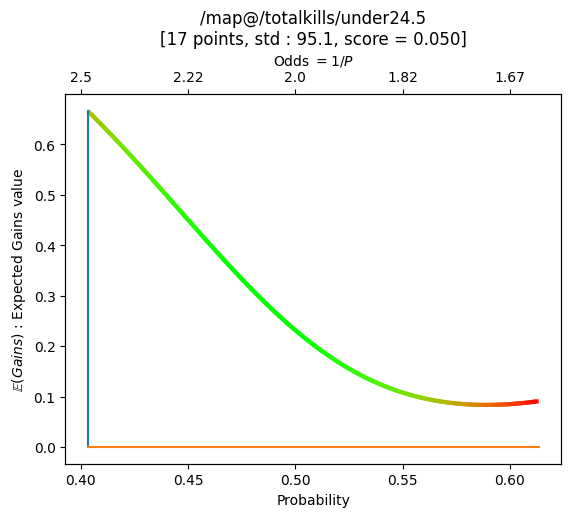 /map@/totalkills/under24.5
[17 points, std : 95.1, score = 0.050]
Odds = 1/P
2.5 2.22 2.0 1.82 1.67
𝔼(Gains) : Expected Gains value
0.6
0.5
0.4
0.3
0.2
0.1
0.0
0.40 0.45 0.50 0.55 0.60
Probability